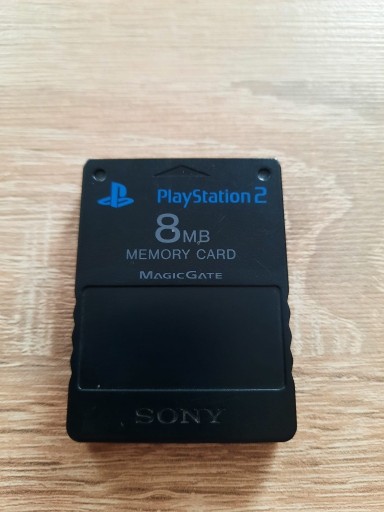 PlayStation 2
8MB
MEMORY CARD
MAGICGATE
SONY